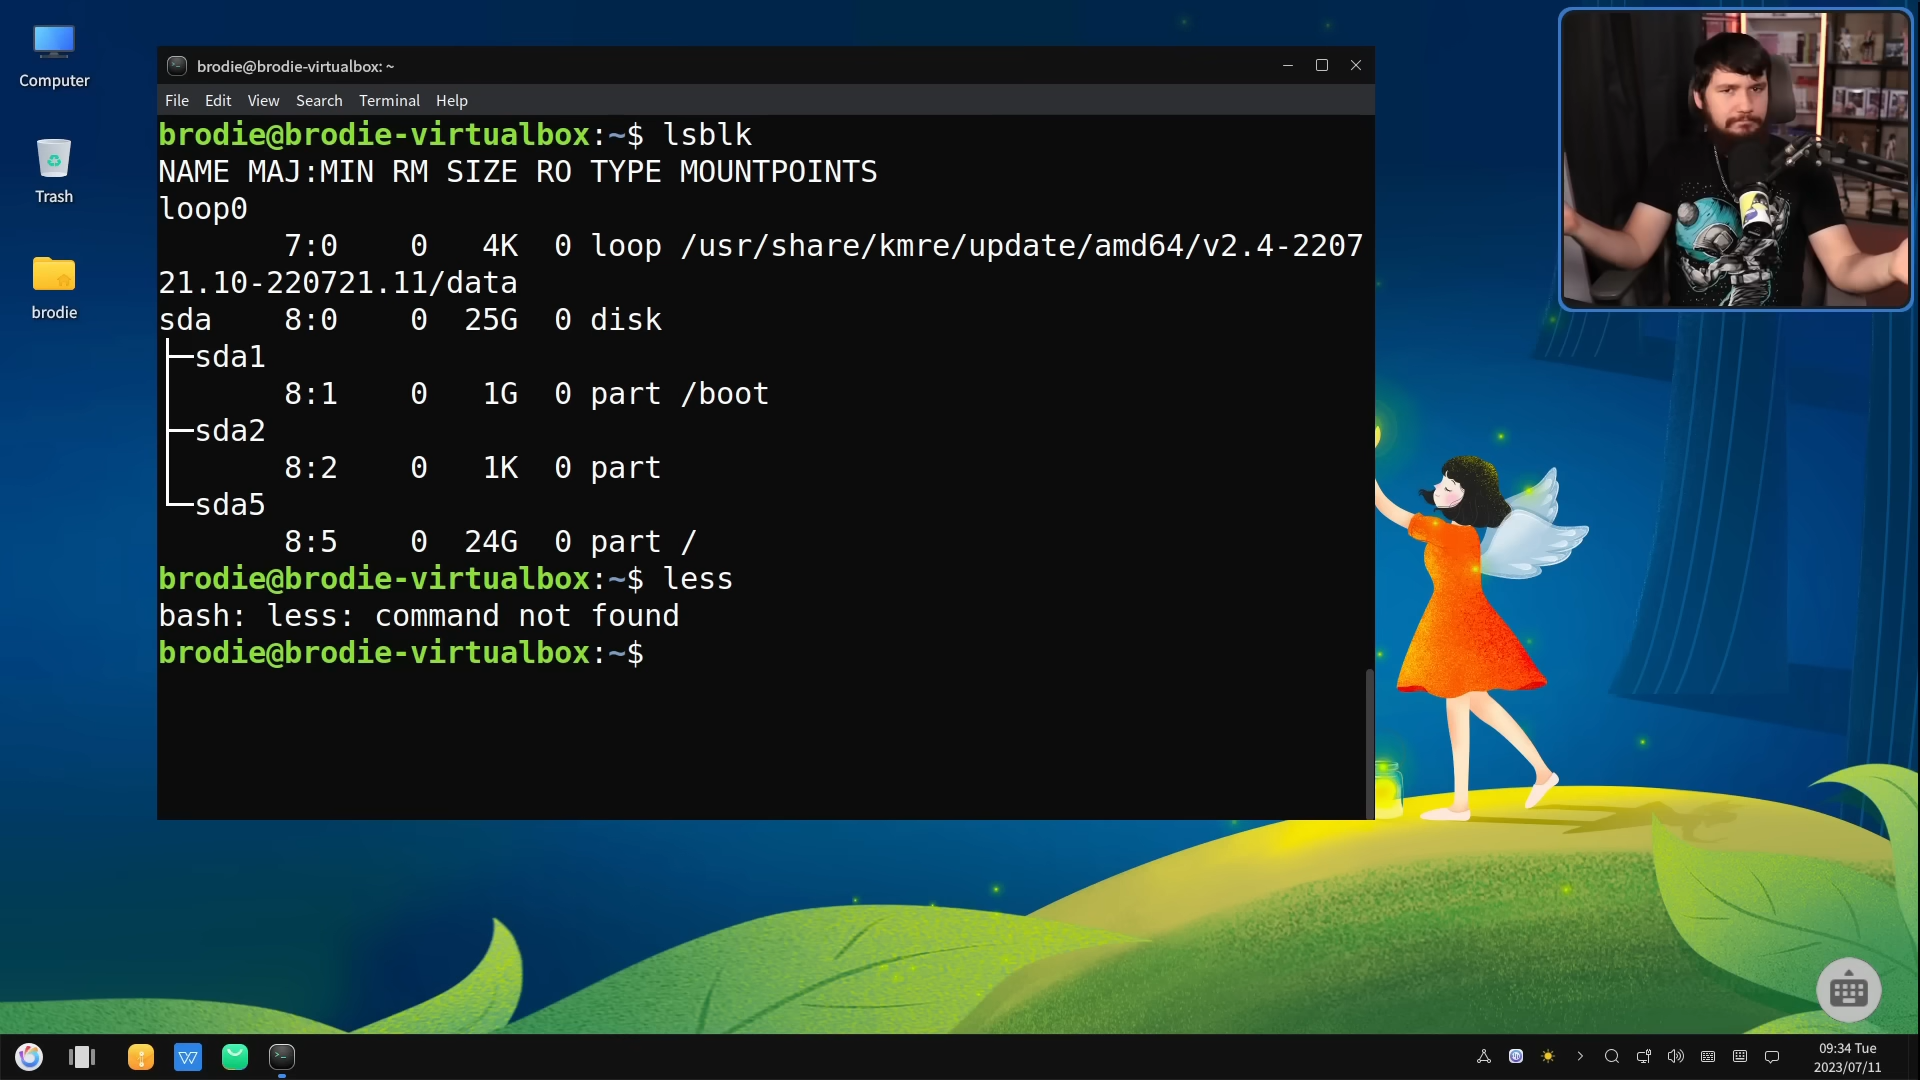 Computer
Trash
brodie
brodie@brodie-virtualbox: ~
File Edit View Search Terminal Help
brodie@brodie-virtualbox:~$ lsblk
NAME MAJ:MIN RM SIZE RO TYPE MOUNTPOINTS
loop0
7:0 0 4K 0 loop /usr/share/kmre/update/amd64/v2.4-2207
21.10-220721.11/data
sda 8:0 0 25G 0 disk
├─sda1
8:1 0 1G 0 part /boot
├─sda2
8:2 0 1K 0 part
└─sda5
8:5 0 24G 0 part /
brodie@brodie-virtualbox:~$ less
bash: less: command not found
brodie@brodie-virtualbox:~$
09:34 Tue
2023/07/11